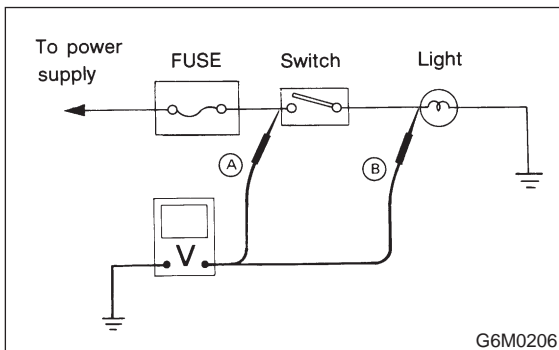 To power
supply
FUSE
Switch
Light
A
B
V
G6M0206